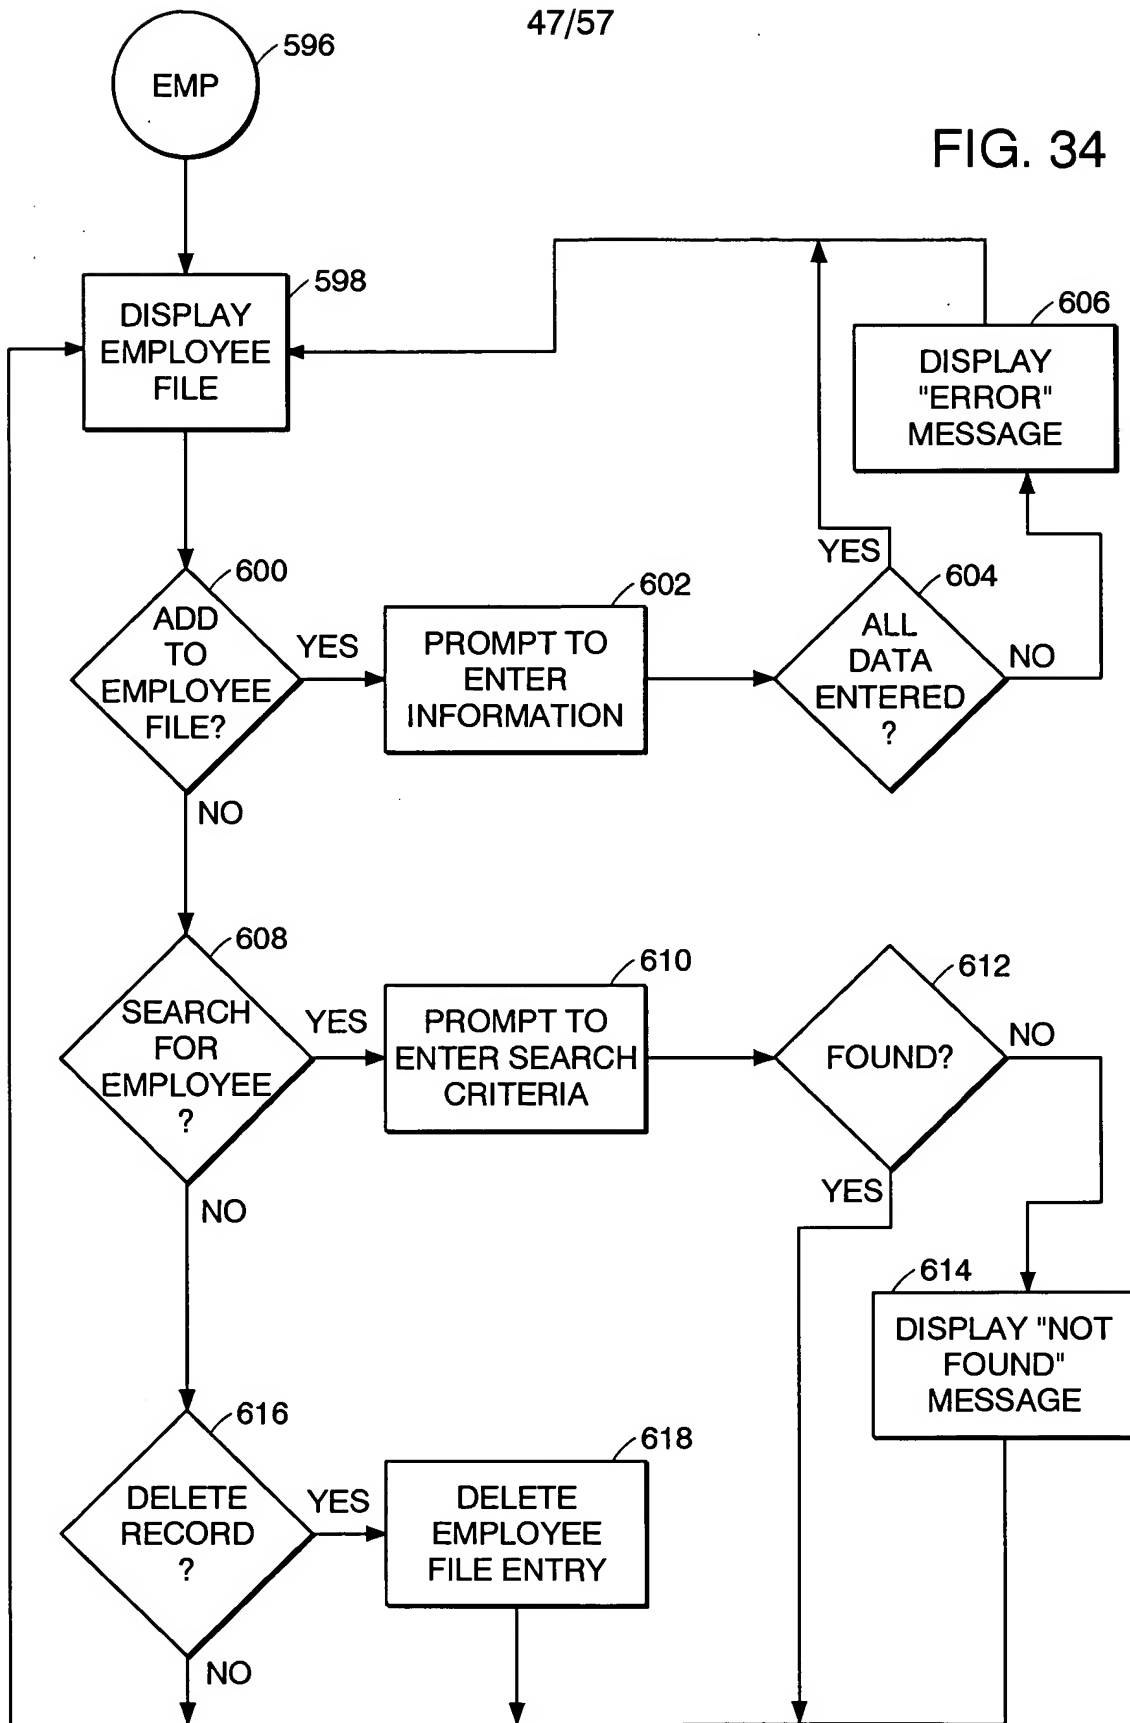 47/57
596
EMP
FIG. 34
598
DISPLAY
EMPLOYEE
FILE
606
DISPLAY
"ERROR"
MESSAGE
600
ADD
TO
EMPLOYEE
FILE?
YES
602
PROMPT TO
ENTER
INFORMATION
YES
604
ALL
DATA
ENTERED
?
NO
NO
608
SEARCH
FOR
EMPLOYEE
?
YES
610
PROMPT TO
ENTER SEARCH
CRITERIA
612
FOUND?
NO
YES
NO
614
DISPLAY "NOT
FOUND"
MESSAGE
616
DELETE
RECORD
?
YES
618
DELETE
EMPLOYEE
FILE ENTRY
NO